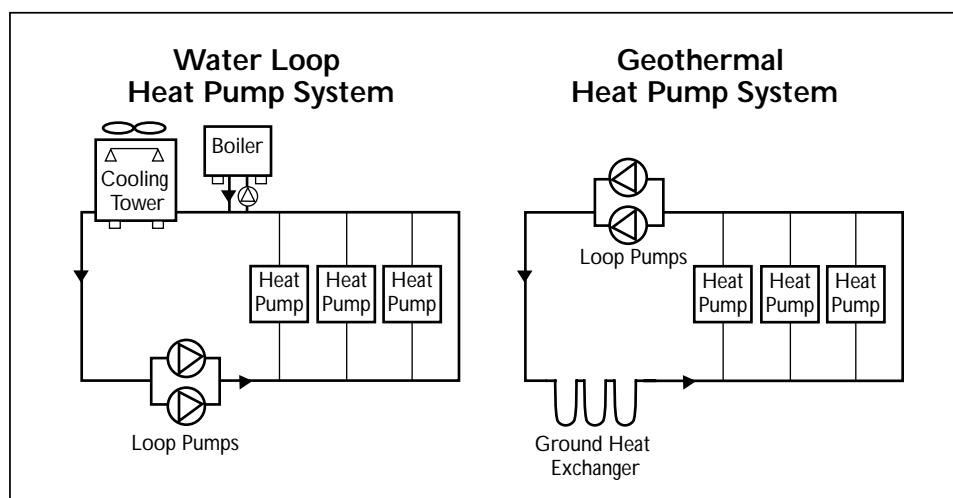 Water Loop
Heat Pump System
Cooling
Tower
Boiler
Heat
Pump
Heat
Pump
Heat
Pump
Loop Pumps
Geothermal
Heat Pump System
Loop Pumps
Heat
Pump
Heat
Pump
Heat
Pump
Ground Heat
Exchanger